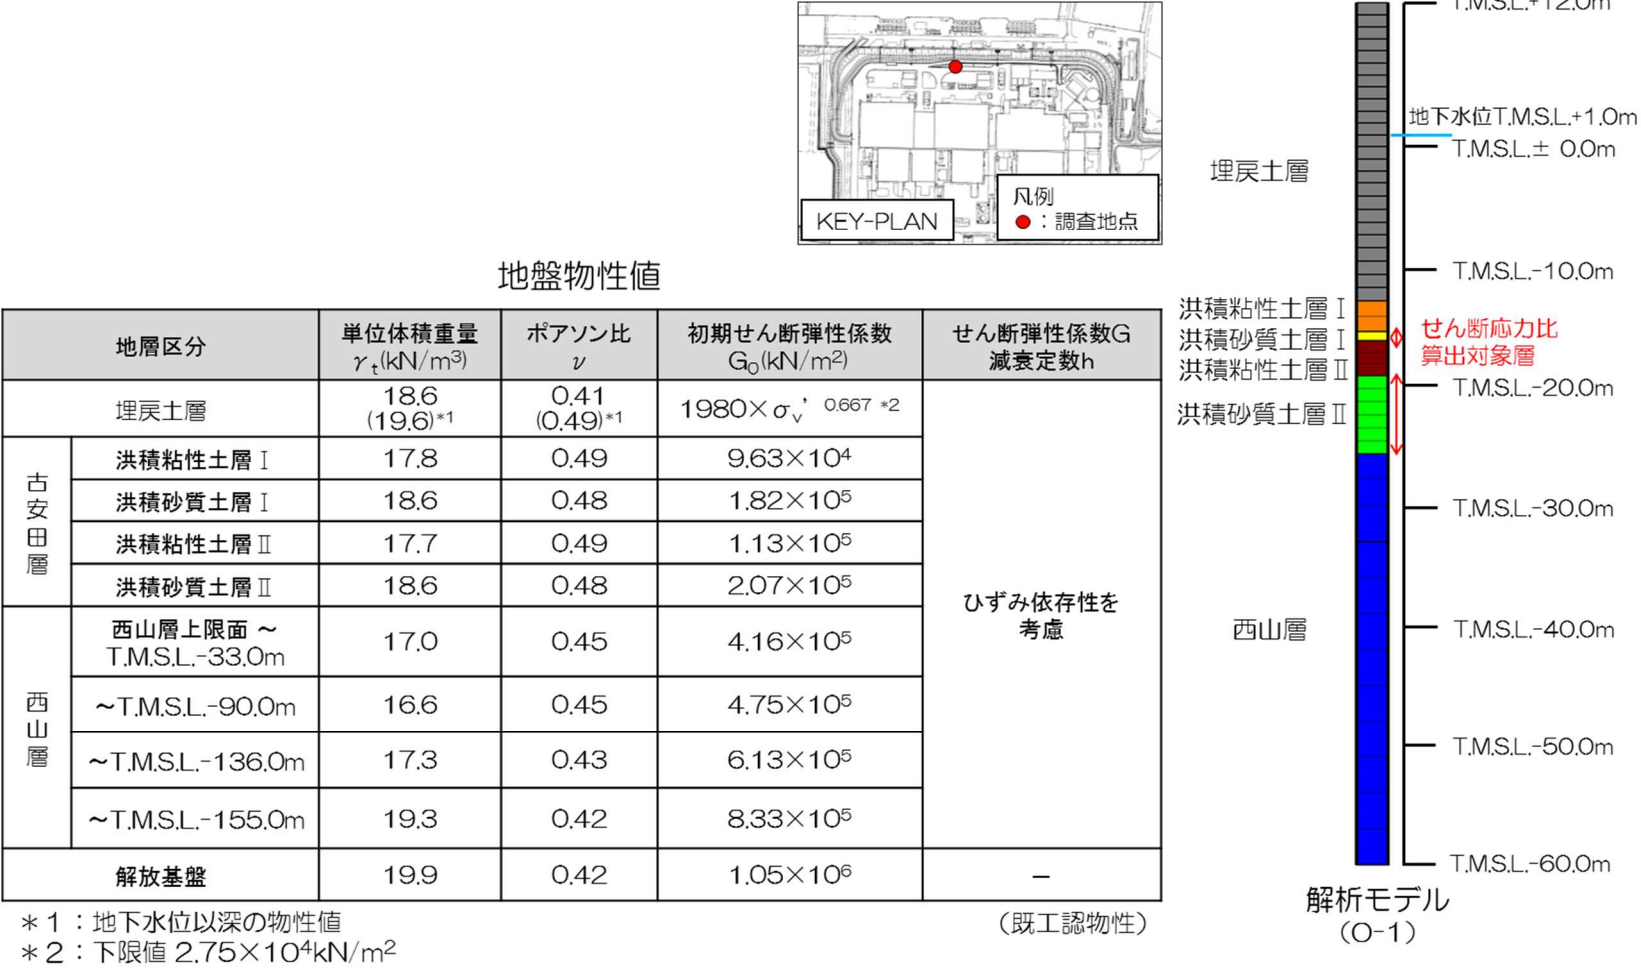 KEY-PLAN
凡例
●：調査地点
地盤物性値
地層区分
単位体積重量
γt(kN/m³)
ポアソン比
ν
初期せん断弾性係数
G₀(kN/m²)
せん断弾性係数G
減衰定数h
埋戻土層
18.6
(19.6)*1
0.41
(0.49)*1
1980×σv' 0.667 *2
ひずみ依存性を
考慮
古安田層
洪積粘性土層Ⅰ 17.8 0.49 9.63×10⁴
洪積砂質土層Ⅰ 18.6 0.48 1.82×10⁵
洪積粘性土層Ⅱ 17.7 0.49 1.13×10⁵
洪積砂質土層Ⅱ 18.6 0.48 2.07×10⁵
西山層
西山層上限面 ～
T.M.S.L.-33.0m
17.0 0.45 4.16×10⁵
～T.M.S.L.-90.0m 16.6 0.45 4.75×10⁵
～T.M.S.L.-136.0m 17.3 0.43 6.13×10⁵
～T.M.S.L.-155.0m 19.3 0.42 8.33×10⁵
解放基盤 19.9 0.42 1.05×10⁶ －
＊1：地下水位以深の物性値
（既工認物性）
＊2：下限値 2.75×10⁴kN/m²
T.M.S.L.+12.0m
地下水位T.M.S.L.+1.0m
T.M.S.L.± 0.0m
埋戻土層
T.M.S.L.-10.0m
洪積粘性土層Ⅰ
洪積砂質土層Ⅰ
洪積粘性土層Ⅱ
せん断応力比
算出対象層
T.M.S.L.-20.0m
洪積砂質土層Ⅱ
T.M.S.L.-30.0m
西山層
T.M.S.L.-40.0m
T.M.S.L.-50.0m
T.M.S.L.-60.0m
解析モデル
（O-1）